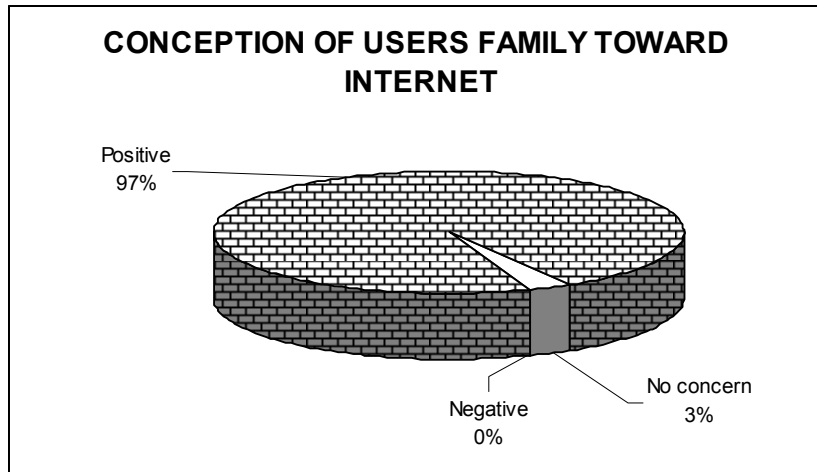 CONCEPTION OF USERS FAMILY TOWARD
INTERNET
Positive
97%
No concern
3%
Negative
0%